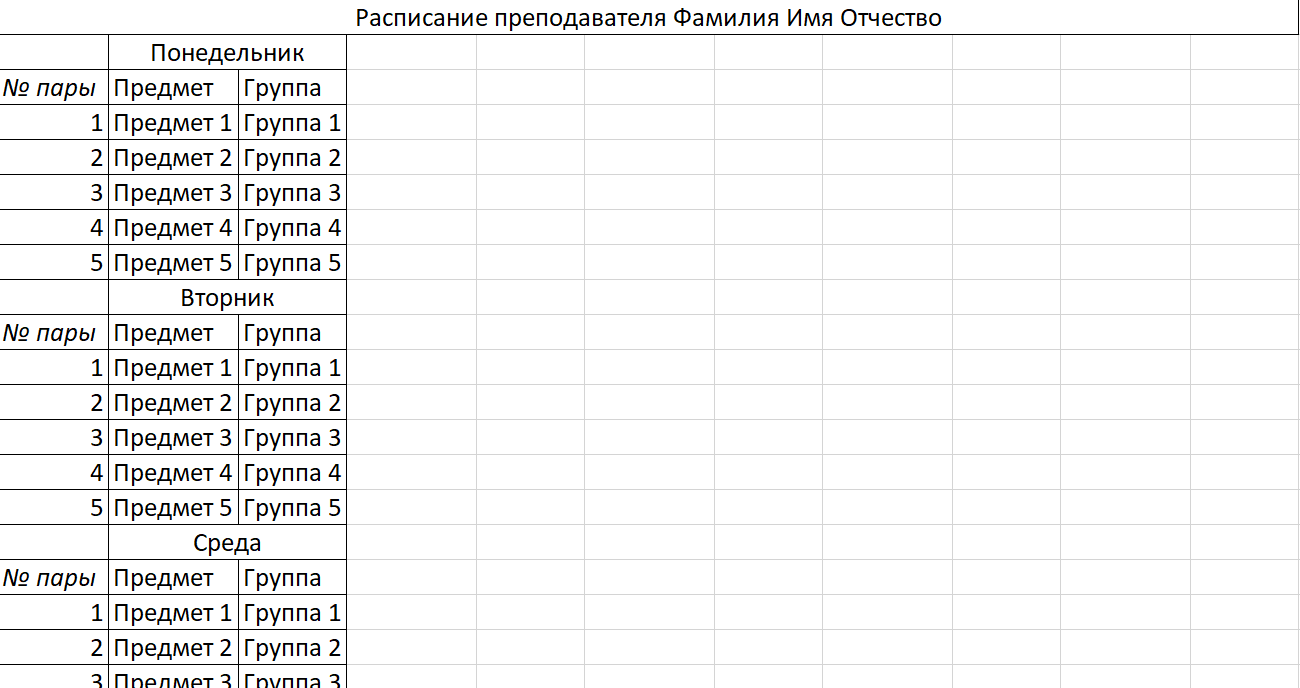 Расписание преподавателя Фамилия Имя Отчество
Понедельник
№ пары Предмет Группа
1 Предмет 1 Группа 1
2 Предмет 2 Группа 2
3 Предмет 3 Группа 3
4 Предмет 4 Группа 4
5 Предмет 5 Группа 5
Вторник
№ пары Предмет Группа
1 Предмет 1 Группа 1
2 Предмет 2 Группа 2
3 Предмет 3 Группа 3
4 Предмет 4 Группа 4
5 Предмет 5 Группа 5
Среда
№ пары Предмет Группа
1 Предмет 1 Группа 1
2 Предмет 2 Группа 2
3 Предмет 3 Группа 3